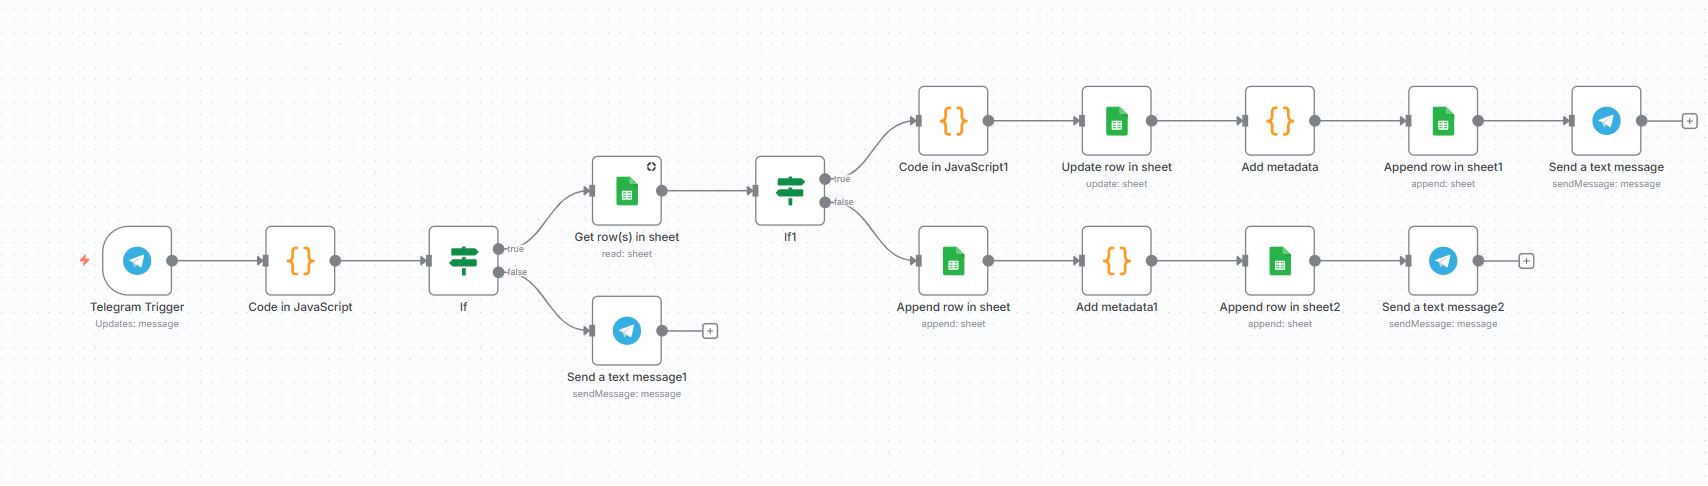 Telegram Trigger
Updates: message
Code in JavaScript
If
true
false
Get row(s) in sheet
read: sheet
Send a text message1
sendMessage: message
If1
true
false
Code in JavaScript1
Update row in sheet
update: sheet
Add metadata
Append row in sheet1
append: sheet
Send a text message
sendMessage: message
Append row in sheet
append: sheet
Add metadata1
Append row in sheet2
append: sheet
Send a text message2
sendMessage: message